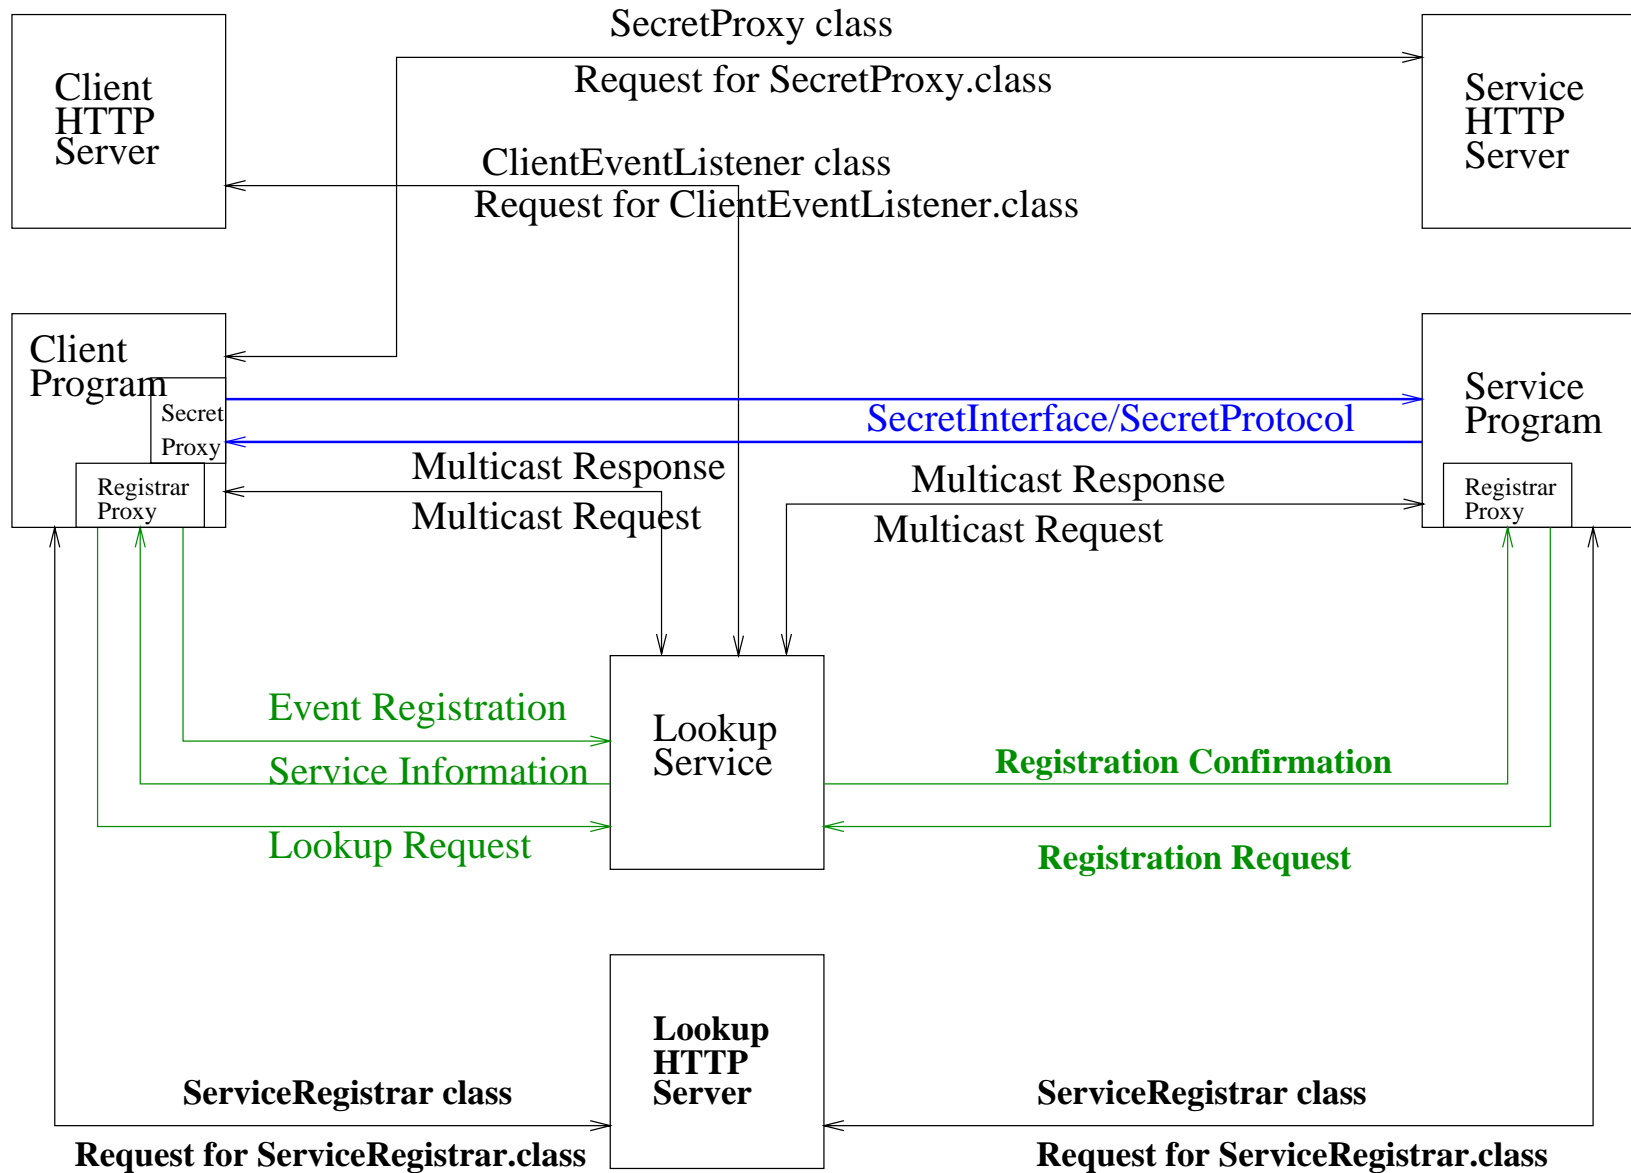 SecretProxy class
Request for SecretProxy.class
Client
HTTP
Server
Service
HTTP
Server
ClientEventListener class
Request for ClientEventListener.class
Client
Program
Secret
Proxy
Registrar
Proxy
SecretInterface/SecretProtocol
Service
Program
Registrar
Proxy
Multicast Response
Multicast Request
Multicast Response
Multicast Request
Event Registration
Service Information
Lookup Request
Lookup
Service
Registration Confirmation
Registration Request
Lookup
HTTP
Server
ServiceRegistrar class
Request for ServiceRegistrar.class
ServiceRegistrar class
Request for ServiceRegistrar.class